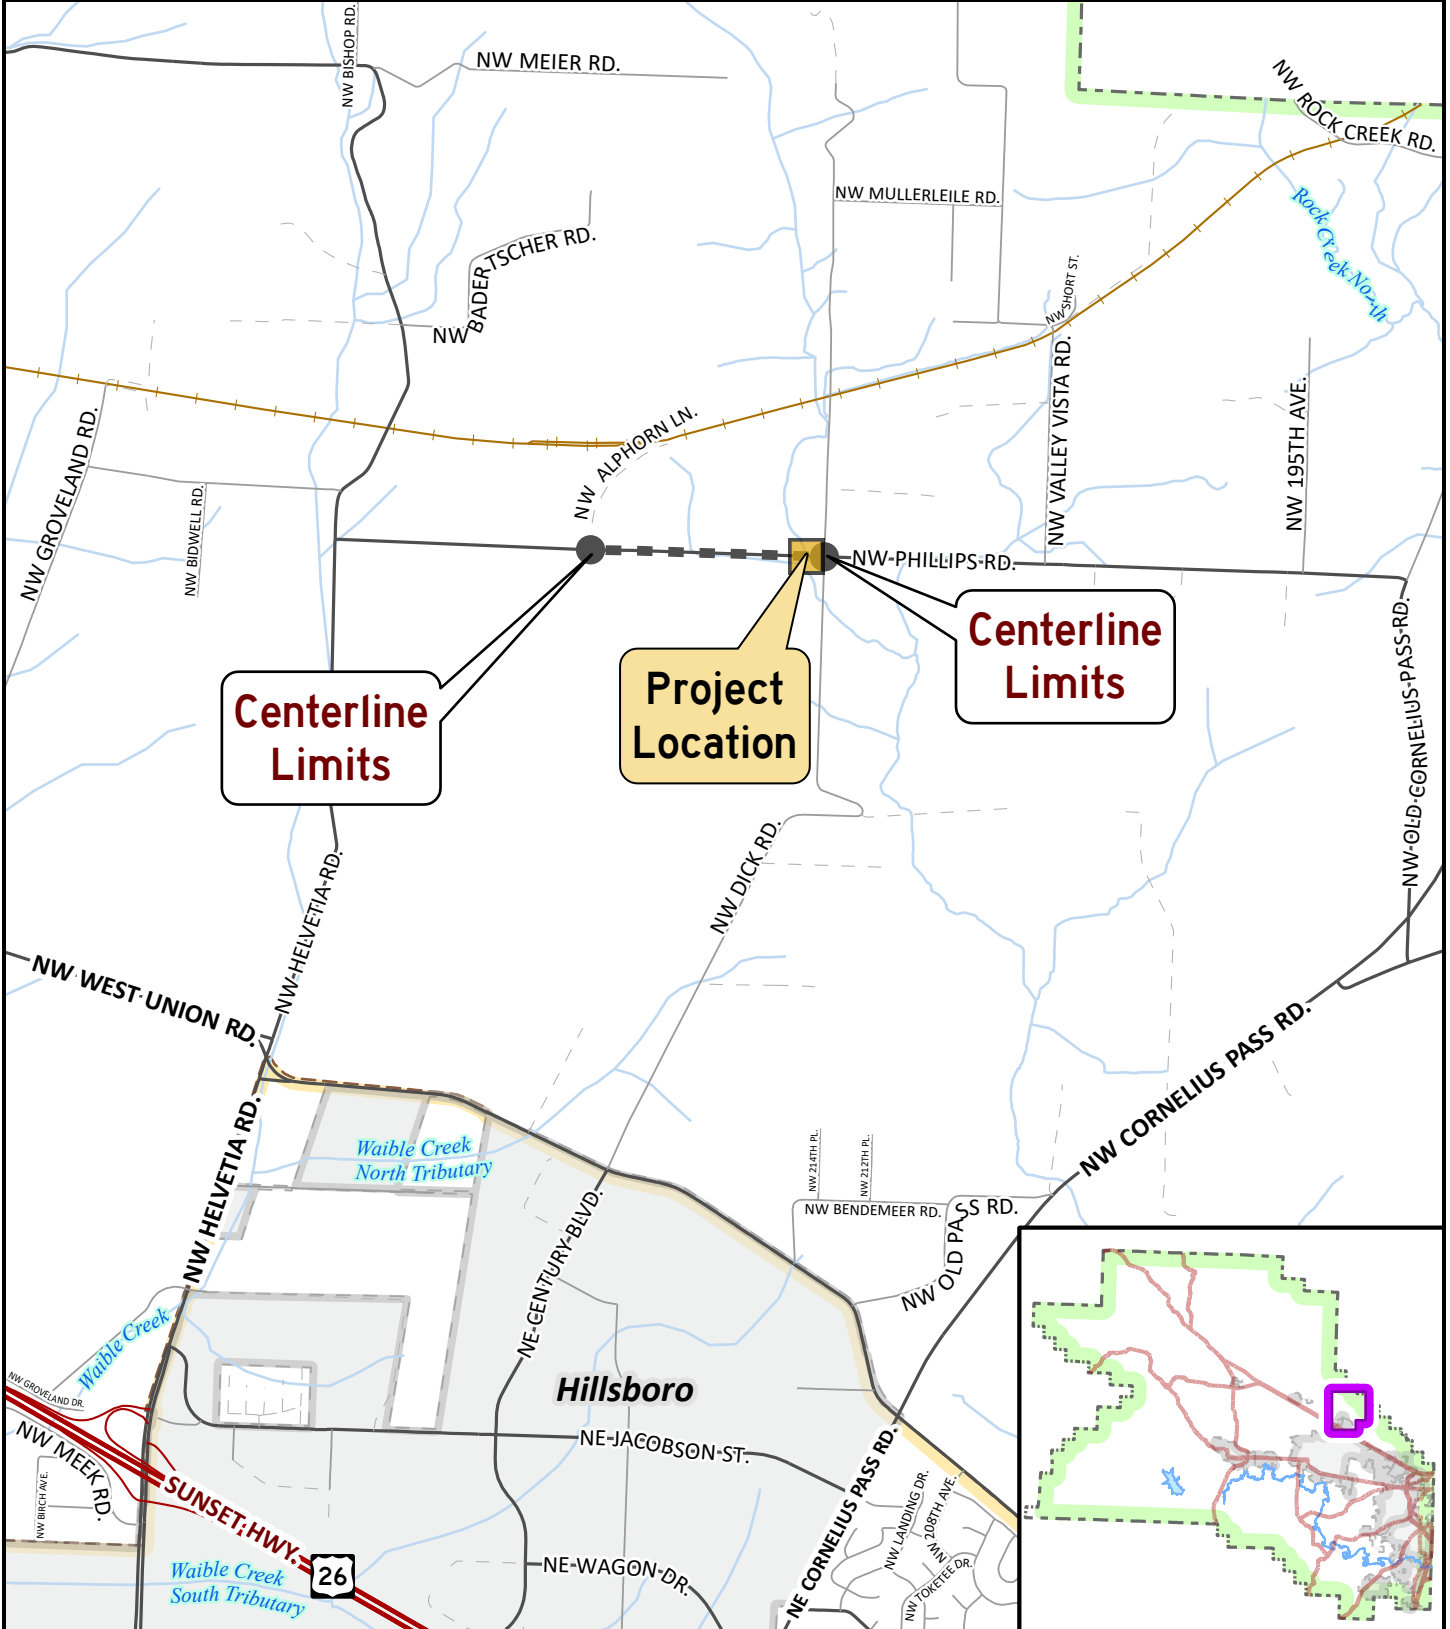 NW BISHOP RD.
NW MEIER RD.
NW ROCK CREEK RD.
NW MULLERLEILE RD.
Rock Creek North
NW BADERTSCHER RD.
NW SHORT ST.
NW VALLEY VISTA RD.
NW 195TH AVE.
NW GROVELAND RD.
NW ALPHORN LN.
NW BIDWELL RD.
NW PHILLIPS RD.
Centerline
Limits
Project
Location
Centerline
Limits
NW OLD CORNELIUS PASS RD.
NW DICK RD.
NW HELVETIA RD.
NW WEST UNION RD.
NW CORNELIUS PASS RD.
NW HELVETIA RD.
Waible Creek
North Tributary
NW 214TH PL.
NW 212TH PL.
NW BENDEMEER RD.
NW OLD PASS RD.
NE CENTURY BLVD.
Waible Creek
Hillsboro
NW GROVELAND DR.
NW MEEK RD.
NE JACOBSON ST.
NW BIRCH AVE.
SUNSET HWY.
26
NE CORNELIUS PASS RD.
NW LANDING DR.
NW 208TH AVE.
NW TOKETEE DR.
NE WAGON DR.
Waible Creek
South Tributary